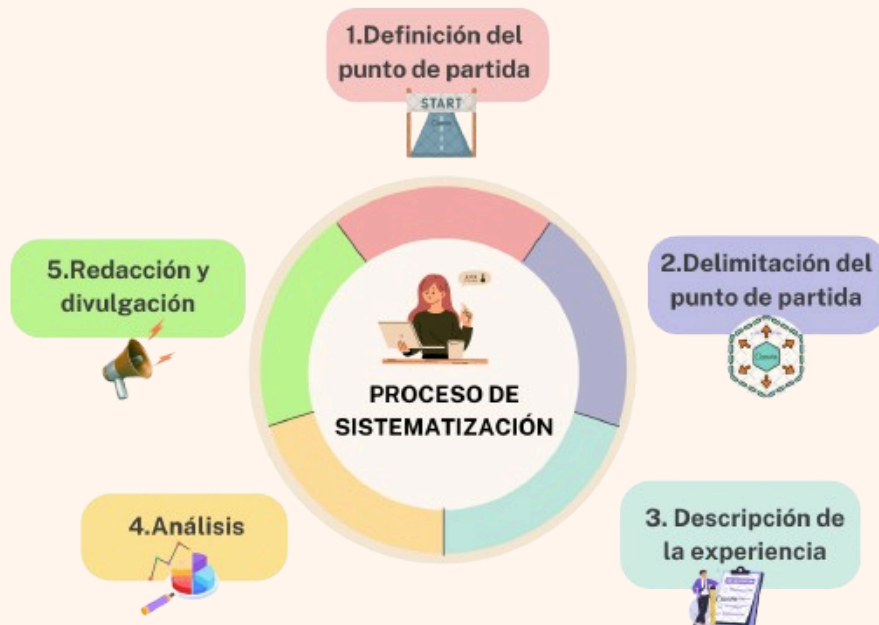 1.Definición del
punto de partida
START
5.Redacción y
divulgación
2.Delimitación del
punto de partida
PROCESO DE
SISTEMATIZACIÓN
4.Análisis
3. Descripción de
la experiencia